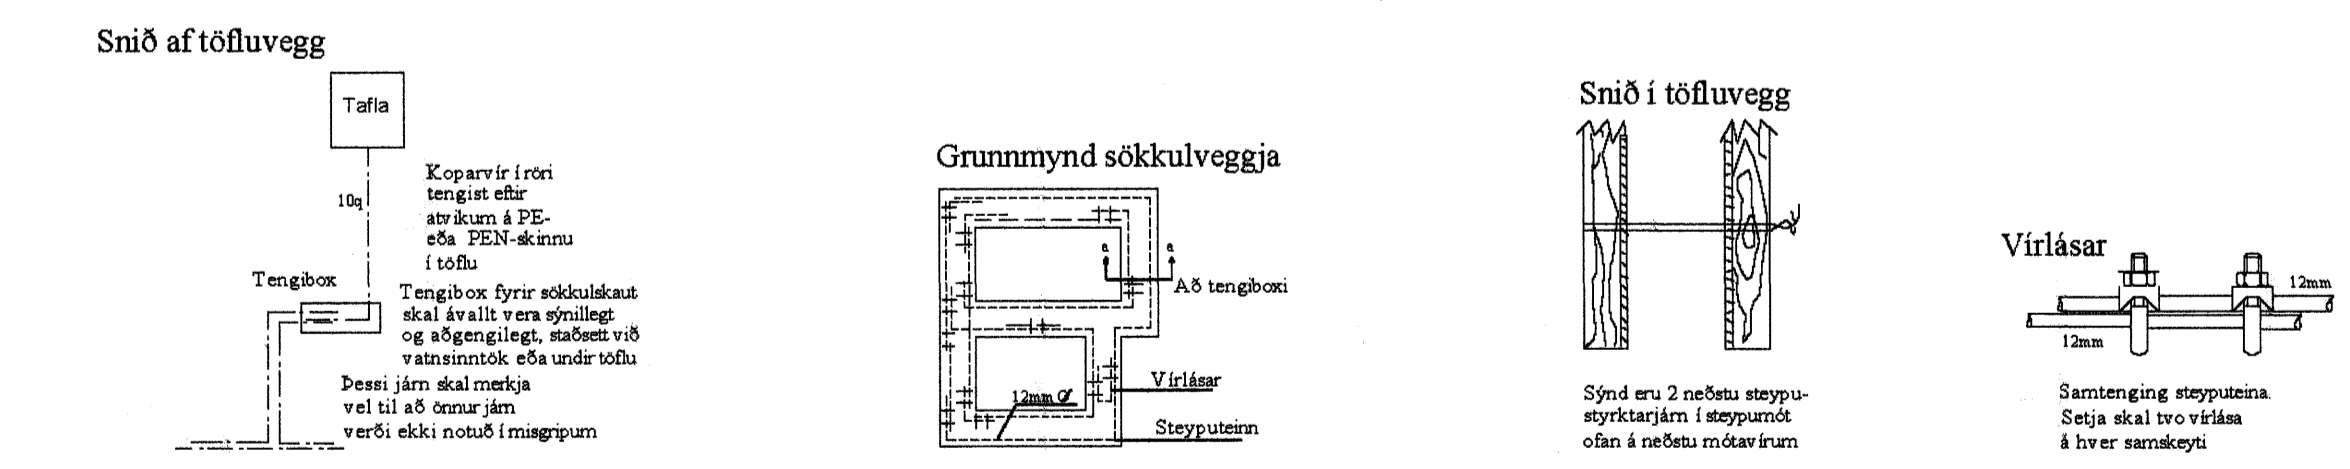 Snið af töfluvegg
Tafla
10q
Koparvír í röri
tengist eftir
atvikum á PE-
eða PEN-skinnu
í töflu
Tengibox
Tengibox fyrir sökkulskaut
skal ávallt vera sýnillegt
og aðgengilegt, staðsett við
vatnsinntök eða undir töflu
Þessi járn skal merkja
vel til að önnur járn
verði ekki notuð í misgripum
Grunnmynd sökkulveggja
a a
Að tengiboxi
Vírlásar
12mm Ø
Steyputeinn
Snið í töfluvegg
Sýnd eru 2 neðstu steypu-
styrktarjárn í steypumót
ofan á neðstu mótavírum
Vírlásar
12mm
12mm
Samtenging steyputeina.
Setja skal tvo vírlása
á hver samskeyti